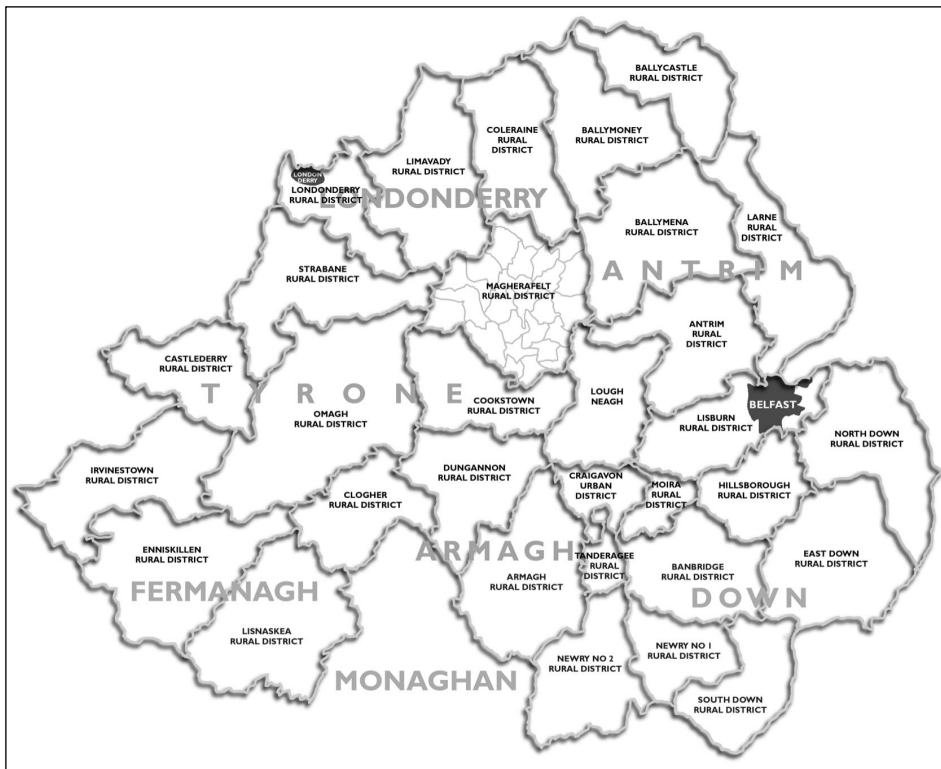 BALLYCASTLE
RURAL DISTRICT
COLERAINE
RURAL
DISTRICT
BALLYMONEY
RURAL DISTRICT
LIMAVADY
RURAL DISTRICT
LONDON
DERRY
LONDONDERRY
RURAL DISTRICT
LONDONDERRY
BALLYMENA
RURAL DISTRICT
LARNE
RURAL
DISTRICT
STRABANE
RURAL DISTRICT
ANTRIM
MAGHERAFELT
RURAL DISTRICT
ANTRIM
RURAL
DISTRICT
CASTLEDERRY
RURAL DISTRICT
TYRONE
OMAGH
RURAL DISTRICT
COOKSTOWN
RURAL DISTRICT
LOUGH
NEAGH
BELFAST
LISBURN
RURAL DISTRICT
NORTH DOWN
RURAL DISTRICT
IRVINESTOWN
RURAL DISTRICT
CLOGHER
RURAL DISTRICT
DUNGANNON
RURAL DISTRICT
CRAIGAVON
URBAN
DISTRICT
MOIRA
RURAL
DISTRICT
HILLSBOROUGH
RURAL DISTRICT
ENNISKILLEN
RURAL DISTRICT
ARMAGH
TANDERAGEE
RURAL
DISTRICT
BANBRIDGE
RURAL DISTRICT
EAST DOWN
RURAL DISTRICT
ARMAGH
RURAL DISTRICT
FERMANAGH
DOWN
LISNASKEA
RURAL DISTRICT
NEWRY NO 2
RURAL DISTRICT
NEWRY NO 1
RURAL DISTRICT
MONAGHAN
SOUTH DOWN
RURAL DISTRICT